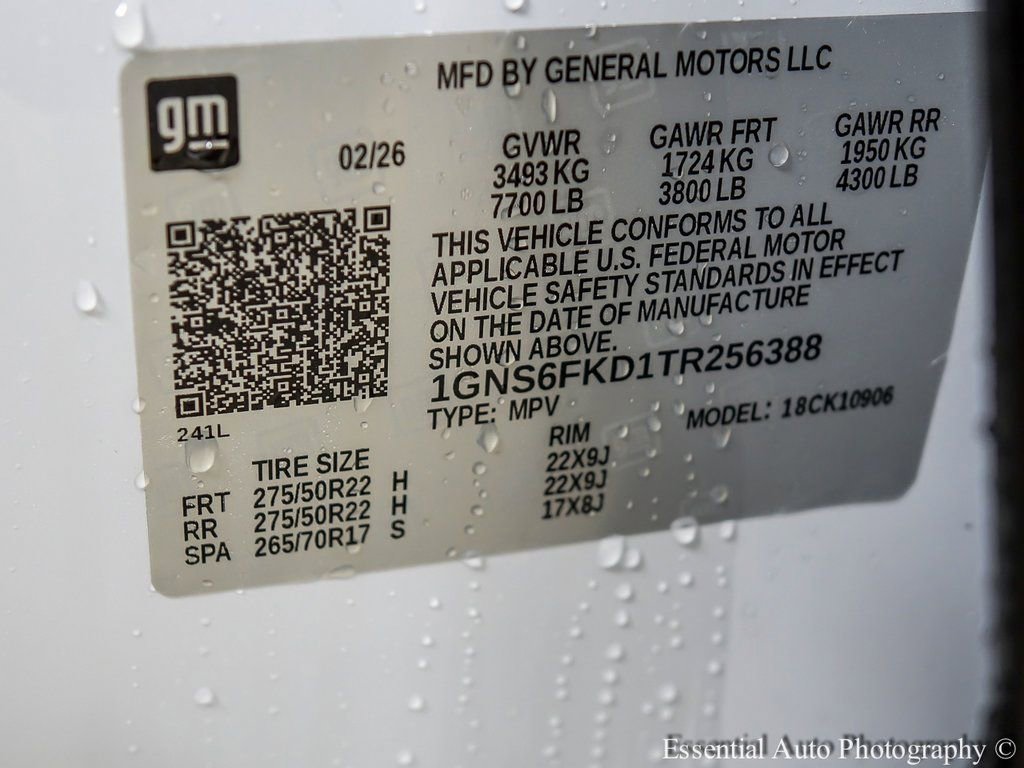 MFD BY GENERAL MOTORS LLC
gm
02/26
GVWR
3493 KG
7700 LB
GAWR FRT
1724 KG
3800 LB
GAWR RR
1950 KG
4300 LB
THIS VEHICLE CONFORMS TO ALL
APPLICABLE U.S. FEDERAL MOTOR
VEHICLE SAFETY STANDARDS IN EFFECT
ON THE DATE OF MANUFACTURE
SHOWN ABOVE.
1GNS6FKD1TR256388
TYPE: MPV
MODEL: 18CK10906
241L
TIRE SIZE RIM
FRT 275/50R22 H 22X9J
RR 275/50R22 H 22X9J
SPA 265/70R17 S 17X8J
Essential Auto Photography ©